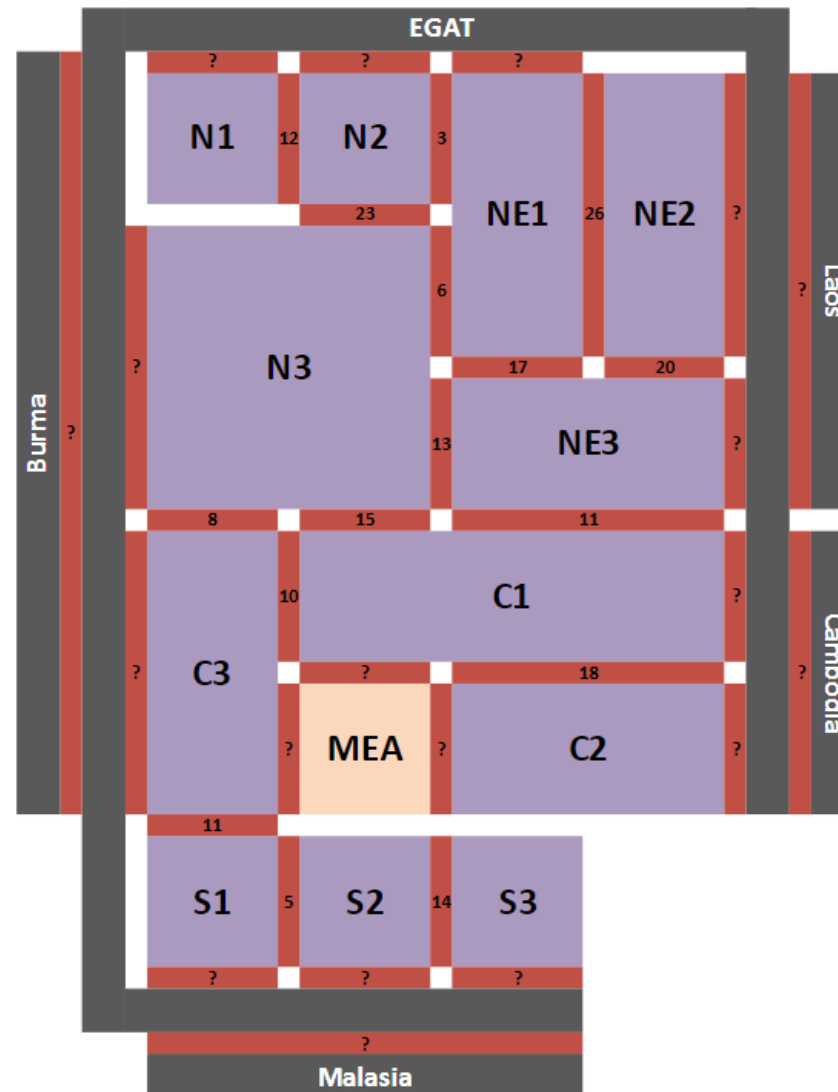 EGAT
? ? ?
N1 12 N2 3
NE1 26 NE2 ?
23
Laos
?
6
N3
?
Burma
?
17 20
13 NE3 ?
8 15 11
10 C1 ?
Cambodia
?
? 18
C3
?
? MEA ? C2 ?
11
S1 5 S2 14 S3
? ? ?
?
Malasia